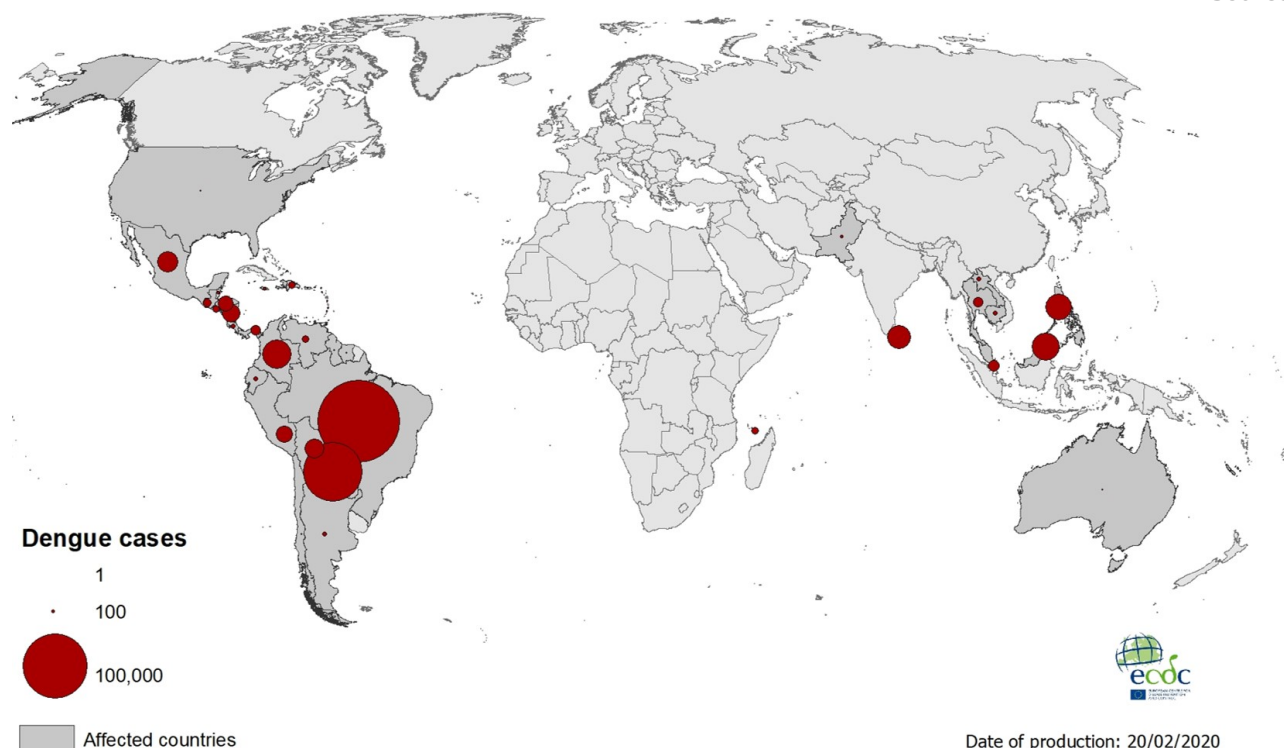 Dengue cases
1
100
100,000
Affected countries
ecdc
Date of production: 20/02/2020